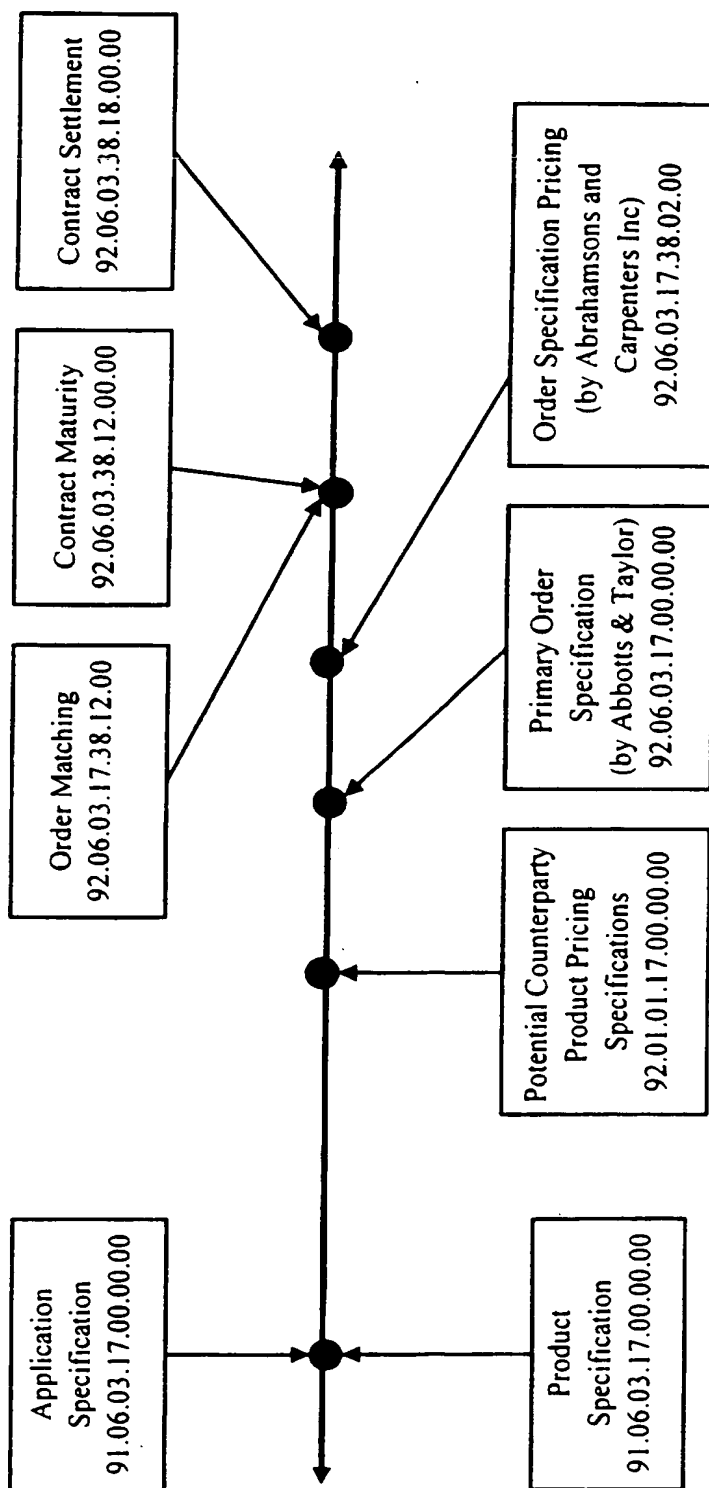 Application
Specification
91.06.03.17.00.00.00
Order Matching
92.06.03.17.38.12.00
Contract Maturity
92.06.03.38.12.00.00
Contract Settlement
92.06.03.38.18.00.00
Product
Specification
91.06.03.17.00.00.00
Potential Counterparty
Product Pricing
Specifications
92.01.01.17.00.00.00
Primary Order
Specification
(by Abbotts & Taylor)
92.06.03.17.00.00.00
Order Specification Pricing
(by Abrahamsons and
Carpenters Inc)
92.06.03.17.38.02.00